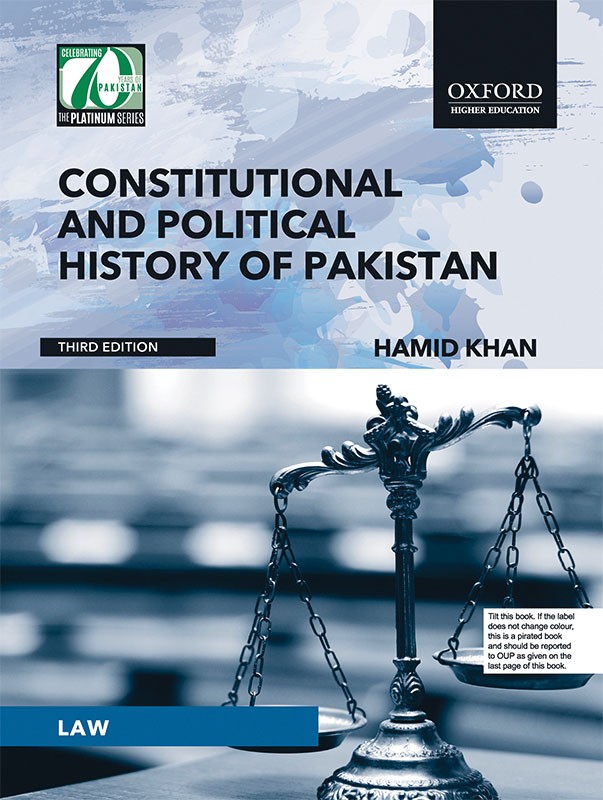 CELEBRATING
70
YEARS OF
PAKISTAN
THE PLATINUM SERIES
OXFORD
HIGHER EDUCATION
CONSTITUTIONAL
AND POLITICAL
HISTORY OF PAKISTAN
THIRD EDITION
HAMID KHAN
Tilt this book. If the label
does not change colour,
this is a pirated book
and should be reported
to OUP as given on the
last page of this book.
LAW